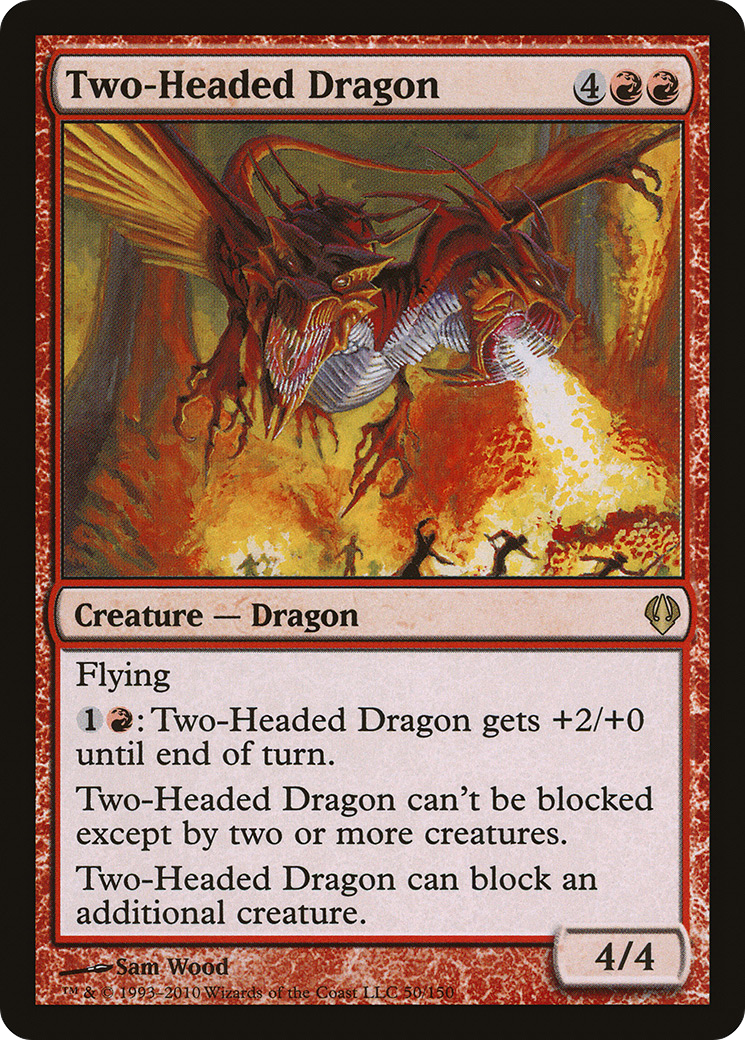 Two-Headed Dragon 4
Creature — Dragon
Flying
1 : Two-Headed Dragon gets +2/+0
until end of turn.
Two-Headed Dragon can't be blocked
except by two or more creatures.
Two-Headed Dragon can block an
additional creature.
4/4
Sam Wood
™ & © 1993–2010 Wizards of the Coast LLC 50/150